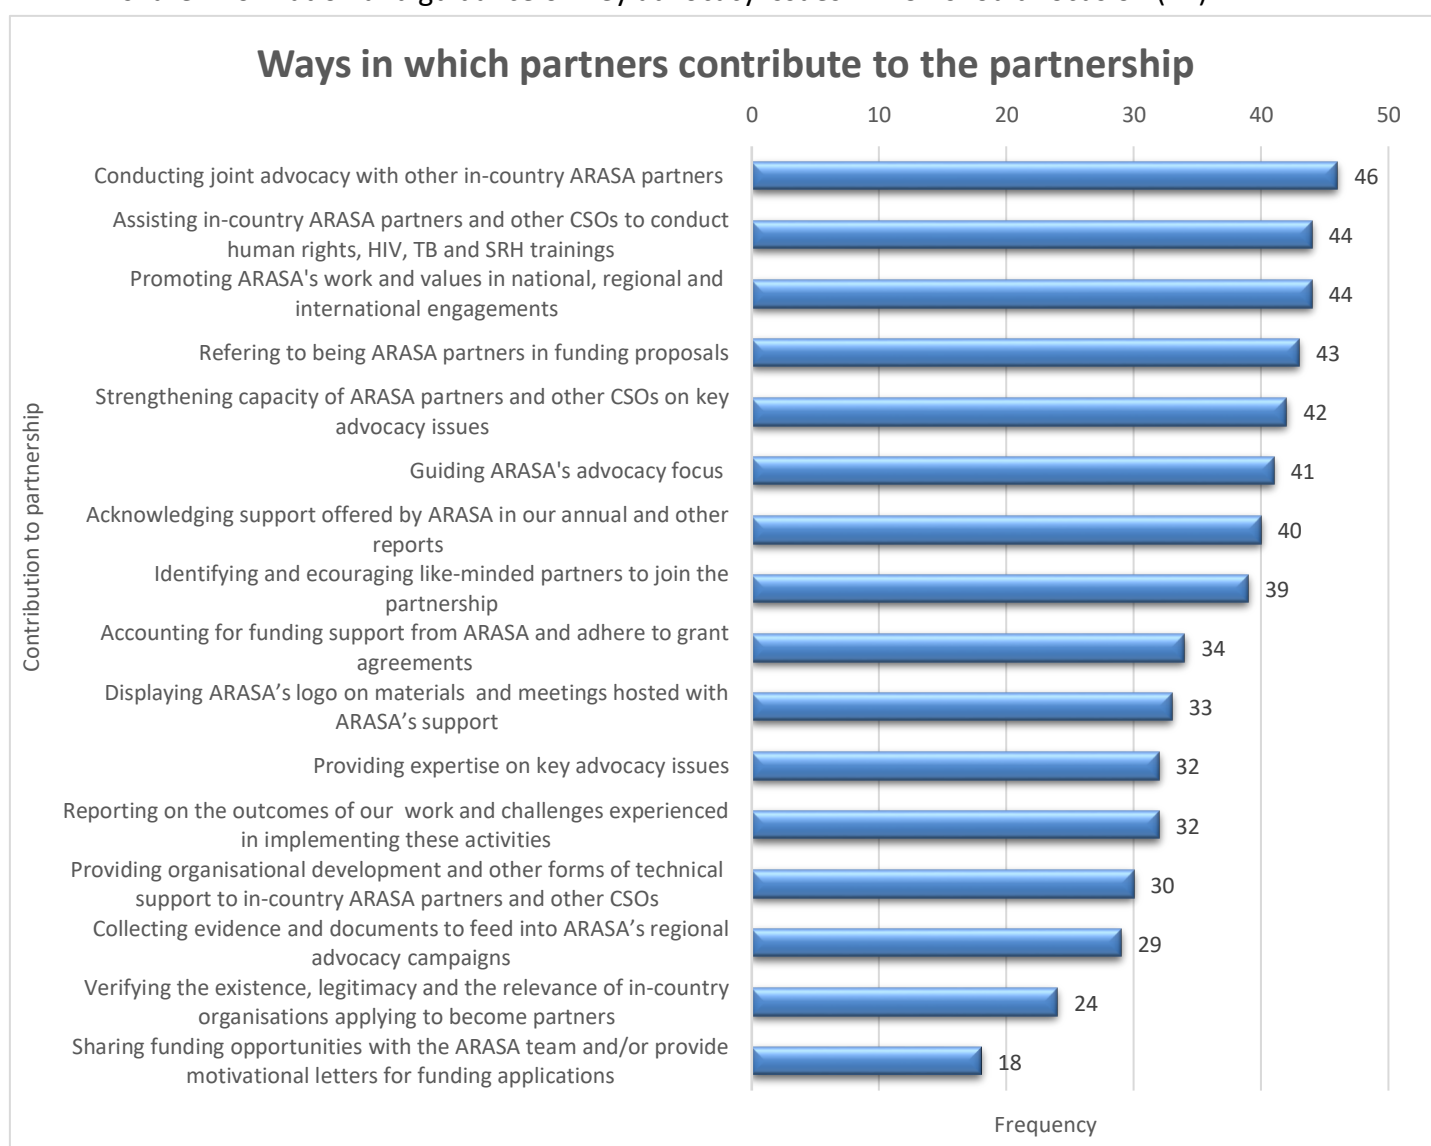 Ways in which partners contribute to the partnership
0 10 20 30 40 50
Conducting joint advocacy with other in-country ARASA partners 46
Assisting in-country ARASA partners and other CSOs to conduct
human rights, HIV, TB and SRH trainings 44
Promoting ARASA's work and values in national, regional and
international engagements 44
Refering to being ARASA partners in funding proposals 43
Strengthening capacity of ARASA partners and other CSOs on key
advocacy issues 42
Guiding ARASA's advocacy focus 41
Acknowledging support offered by ARASA in our annual and other
reports 40
Identifying and ecouraging like-minded partners to join the
partnership 39
Accounting for funding support from ARASA and adhere to grant
agreements 34
Displaying ARASA’s logo on materials and meetings hosted with
ARASA’s support 33
Providing expertise on key advocacy issues 32
Reporting on the outcomes of our work and challenges experienced
in implementing these activities 32
Providing organisational development and other forms of technical
support to in-country ARASA partners and other CSOs 30
Collecting evidence and documents to feed into ARASA’s regional
advocacy campaigns 29
Verifying the existence, legitimacy and the relevance of in-country
organisations applying to become partners 24
Sharing funding opportunities with the ARASA team and/or provide
motivational letters for funding applications 18
Contribution to partnership
Frequency